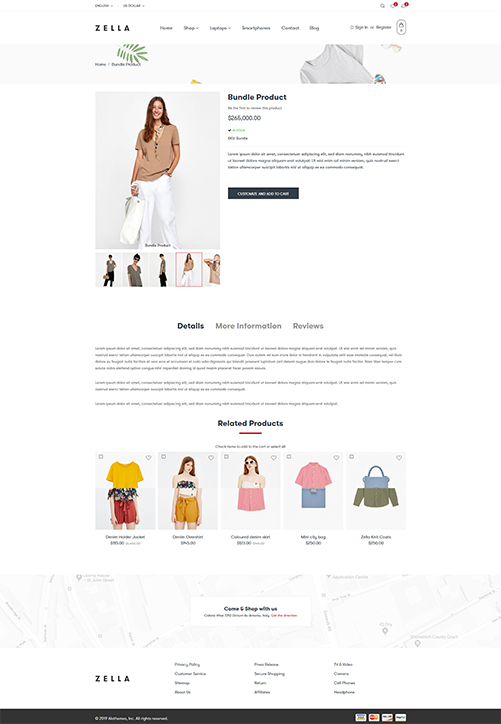 ENGLISH
US DOLLAR
ZELLA
Home Shop Laptops Smartphones Contact Blog
Sign In or Register
0
Home / Bundle Product
Bundle Product
Be the first to review this product
$265,000.00
IN STOCK
SKU: Bundle
Lorem ipsum dolor sit amet, consectetuer adipiscing elit, sed diam nonummy nibh euismod tincidunt
ut laoreet dolore magna aliquam erat volutpat. Ut wisi enim ad minim veniam, quis nostrud exerci
tation ullamcorper suscipit lobortis nisl ut aliquip ex ea commodo consequat.
CUSTOMIZE AND ADD TO CART
Bundle Product
Details More Information Reviews
Lorem ipsum dolor sit amet, consectetuer adipiscing elit, sed diam nonummy nibh euismod tincidunt ut laoreet dolore magna aliquam erat volutpat. Ut wisi enim ad minim veniam, quis
nostrud exerci tation ullamcorper suscipit lobortis nisl ut aliquip ex ea commodo consequat. Duis autem vel eum iriure dolor in hendrerit in vulputate velit esse molestie consequat, vel illum
dolore eu feugiat nulla facilisis at vero eros et accumsan et iusto odio dignissim qui blandit praesent luptatum zzril delenit augue duis dolore te feugait nulla facilisi. Nam liber tempor cum
soluta nobis eleifend option congue nihil imperdiet doming id quod mazim placerat facer possim assum.
Lorem ipsum dolor sit amet, consectetuer adipiscing elit, sed diam nonummy nibh euismod tincidunt ut laoreet dolore magna aliquam erat volutpat. Ut wisi enim ad minim veniam, quis
nostrud exerci tation ullamcorper suscipit lobortis nisl ut aliquip ex ea commodo consequat.
Lorem ipsum dolor sit amet, consectetuer adipiscing elit, sed diam nonummy nibh euismod tincidunt ut laoreet dolore magna aliquam erat volutpat.
Related Products
Check items to add to the cart or select all
Denim Holder Jacket
Denim Overshirt
Coloured denim skirt
Mini city bag
Zella Knit Coats
$115.00
$145.00
$123.00
$250.00
$250.00
Come & Shop with us
Get the direction
Privacy Policy
Press Release
TV & Video
Customer Service
Secure Shopping
Camera
ZELLA
Sitemap
Return
Cell Phones
About Us
Affiliates
Headphone
© 2019 Alothemes, Inc. All rights reserved.
VISA
PayPal